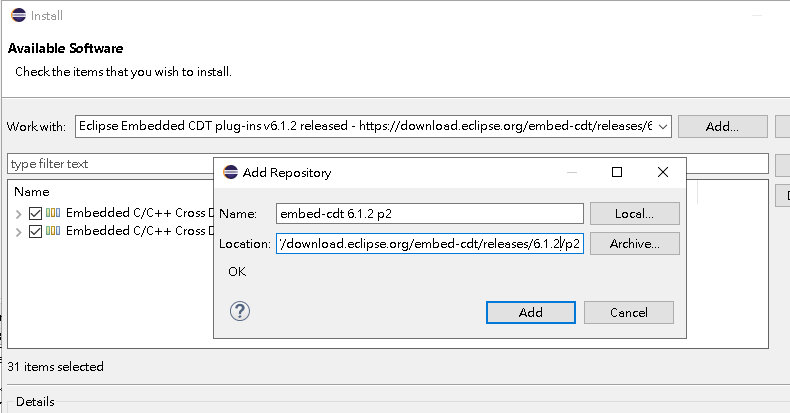 Install
Available Software
Check the items that you wish to install.
Work with: Eclipse Embedded CDT plug-ins v6.1.2 released - https://download.eclipse.org/embed-cdt/releases/6 Add...
type filter text
Name
Embedded C/C++ Cross D
Embedded C/C++ Cross D
Add Repository
Name: embed-cdt 6.1.2 p2 Local...
Location: /download.eclipse.org/embed-cdt/releases/6.1.2/p2 Archive...
OK
? Add Cancel
31 items selected
Details